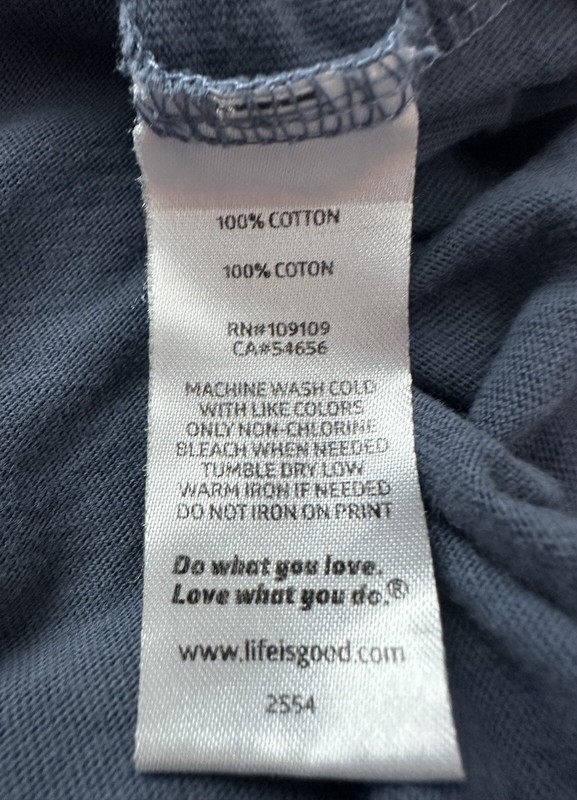 100% COTTON
100% COTON
RN#109109
CA#54656
MACHINE WASH COLD
WITH LIKE COLORS
ONLY NON-CHLORINE
BLEACH WHEN NEEDED
TUMBLE DRY LOW
WARM IRON IF NEEDED
DO NOT IRON ON PRINT
Do what you love.
Love what you do.®
www.lifeisgood.com
2554